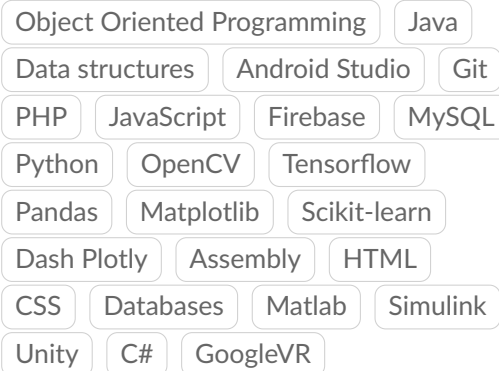 Object Oriented Programming Java
Data structures Android Studio Git
PHP JavaScript Firebase MySQL
Python OpenCV Tensorflow
Pandas Matplotlib Scikit-learn
Dash Plotly Assembly HTML
CSS Databases Matlab Simulink
Unity C# GoogleVR